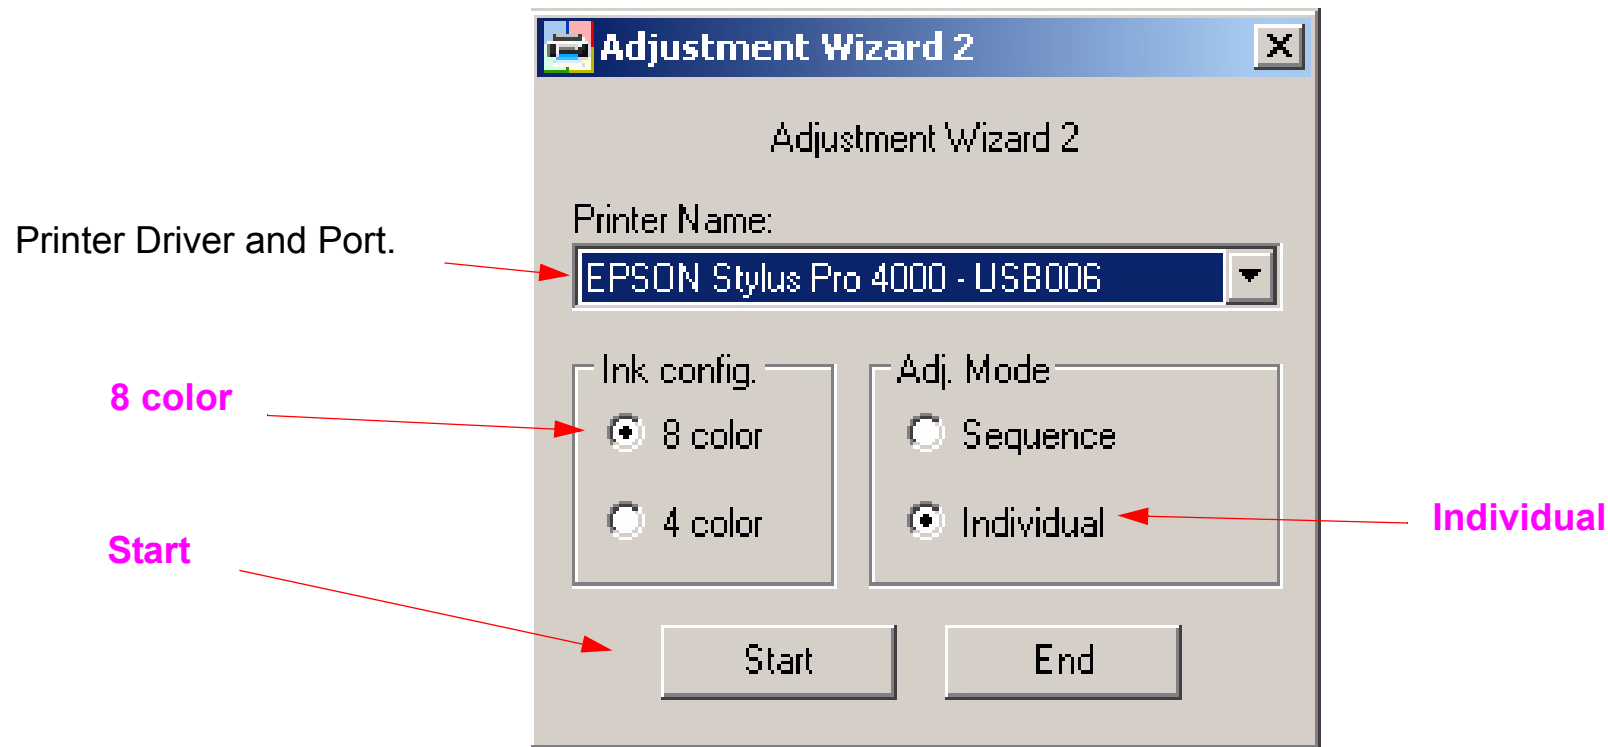 Adjustment Wizard 2
Adjustment Wizard 2
Printer Name:
Printer Driver and Port.
EPSON Stylus Pro 4000 - USB006
Ink config.
Adj. Mode
8 color
8 color
Sequence
4 color
Individual
Individual
Start
Start
End